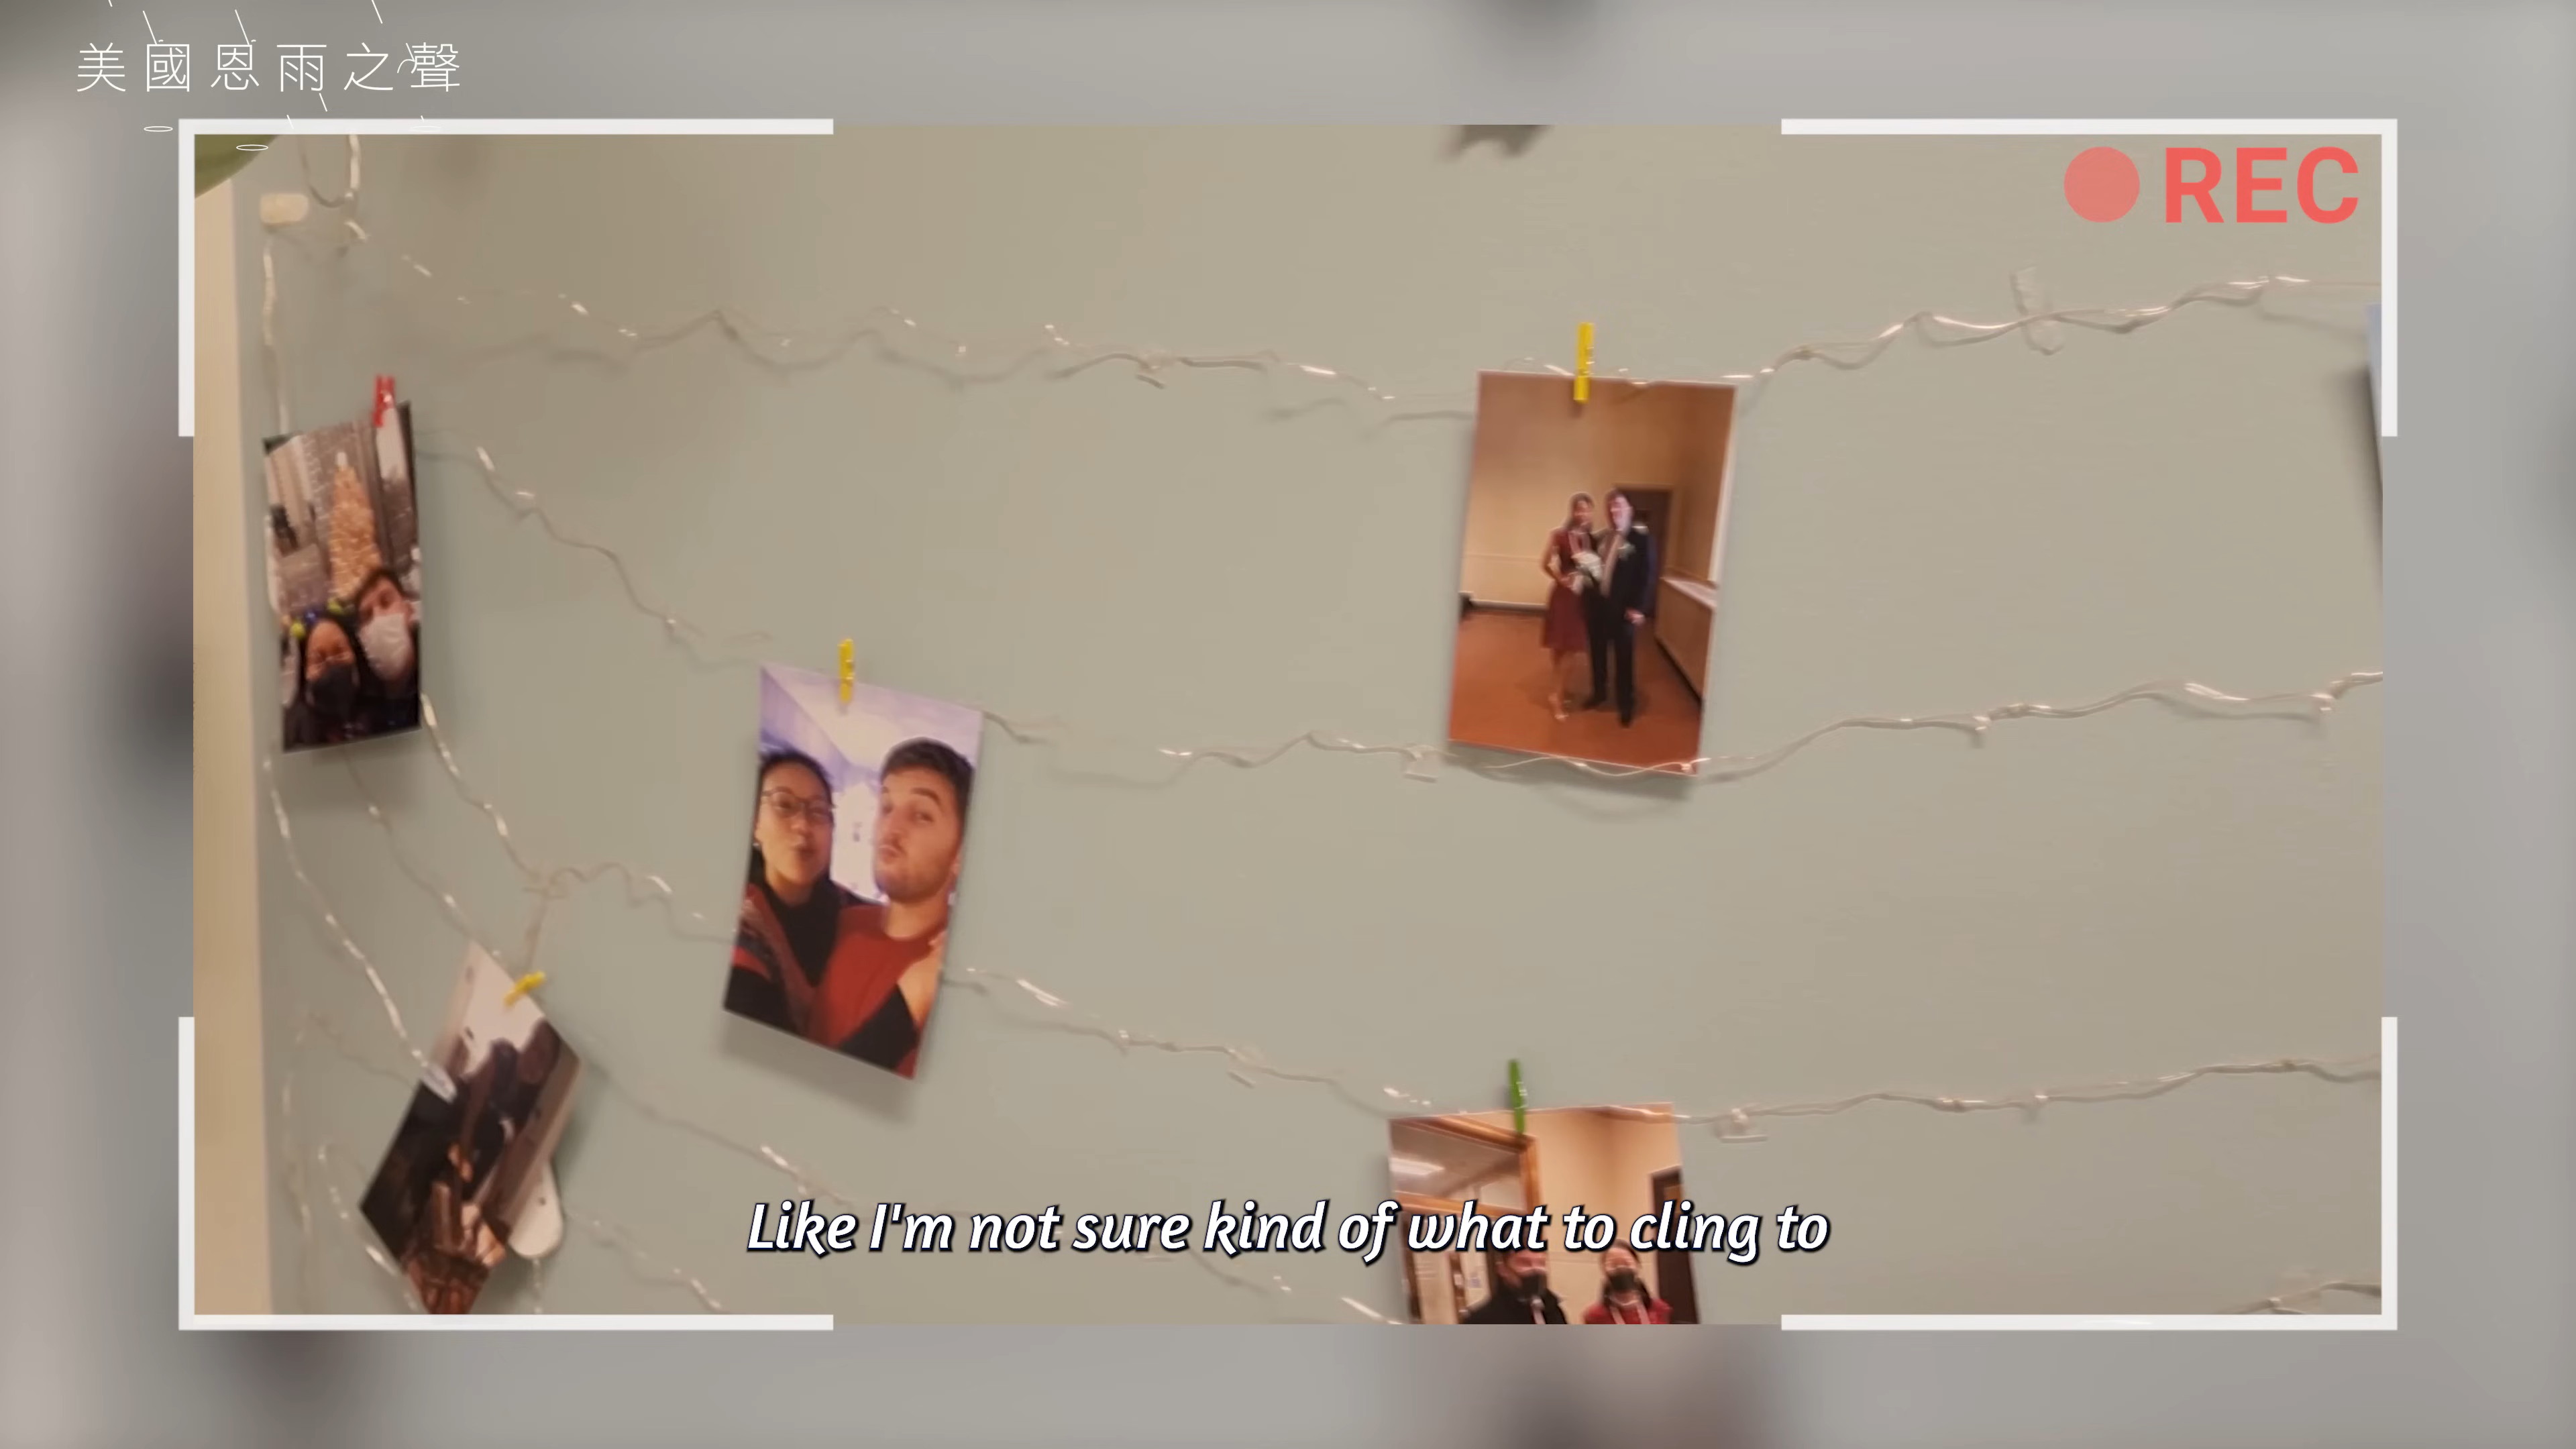 美國恩雨之聲
REC
Like I'm not sure kind of what to cling to